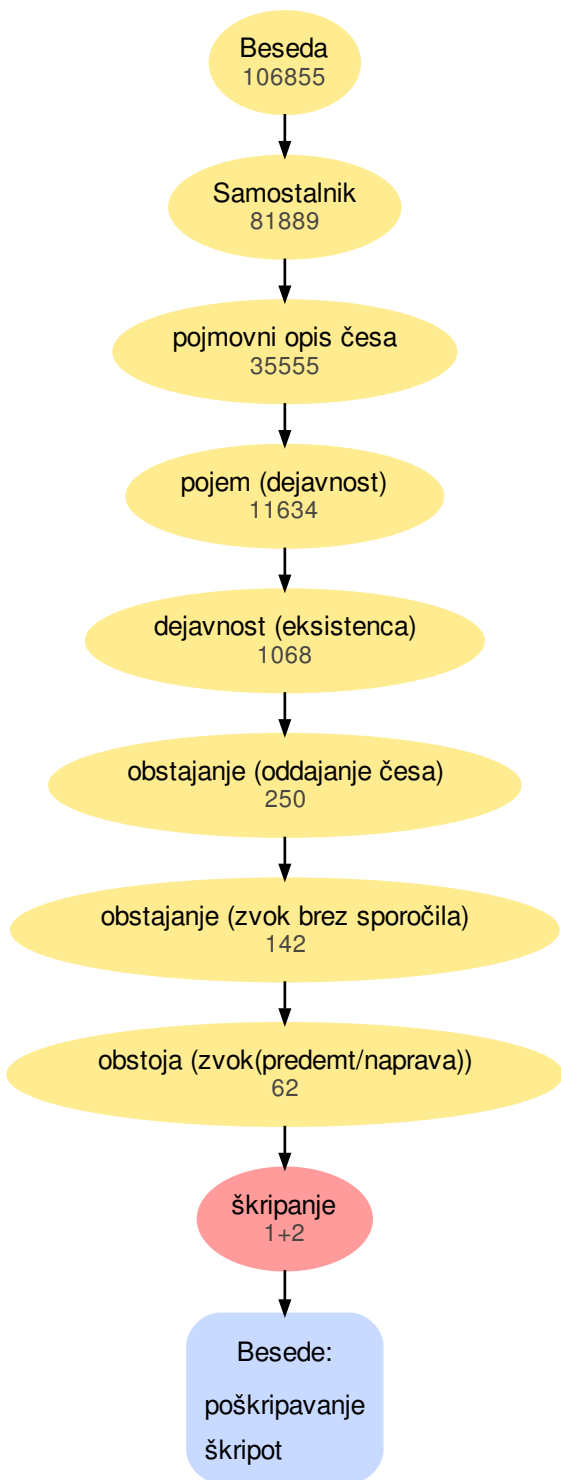 Beseda
106855
Samostalnik
81889
pojmovni opis česa
35555
pojem (dejavnost)
11634
dejavnost (eksistenca)
1068
obstajanje (oddajanje česa)
250
obstajanje (zvok brez sporočila)
142
obstoja (zvok(predemt/naprava))
62
škripanje
1+2
Besede:
poškripavanje
škripot